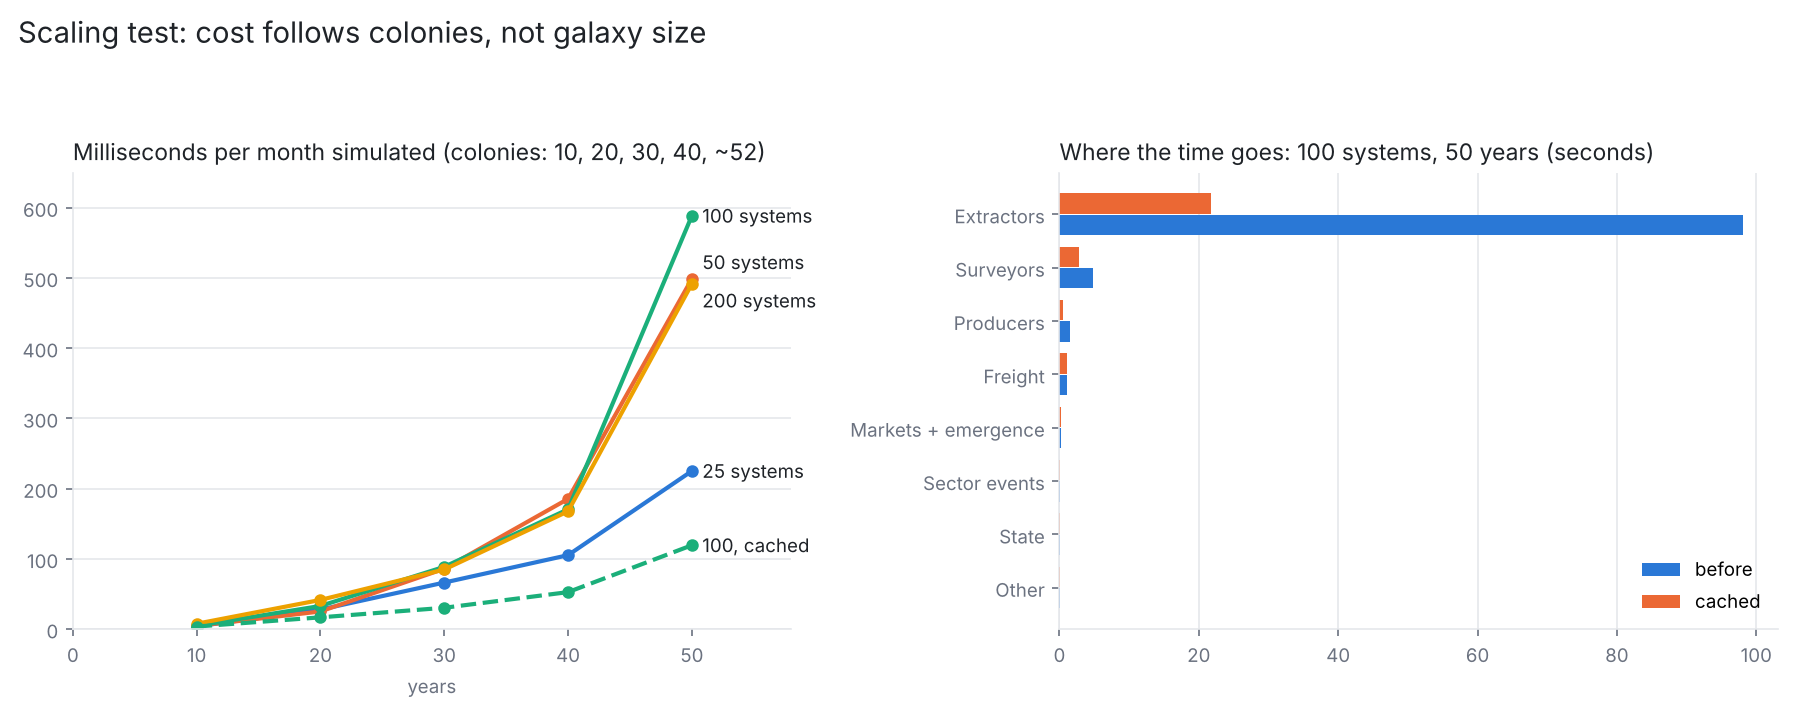 Scaling test: cost follows colonies, not galaxy size
Milliseconds per month simulated (colonies: 10, 20, 30, 40, ~52)
600
500
400
300
200
100
0
100 systems
50 systems
200 systems
25 systems
100, cached
0 10 20 30 40 50
years
Where the time goes: 100 systems, 50 years (seconds)
Extractors
Surveyors
Producers
Freight
Markets + emergence
Sector events
State
Other
before
cached
0 20 40 60 80 100